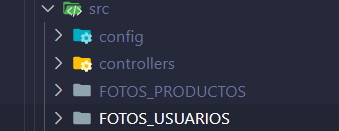 src
config
controllers
FOTOS_PRODUCTOS
FOTOS_USUARIOS